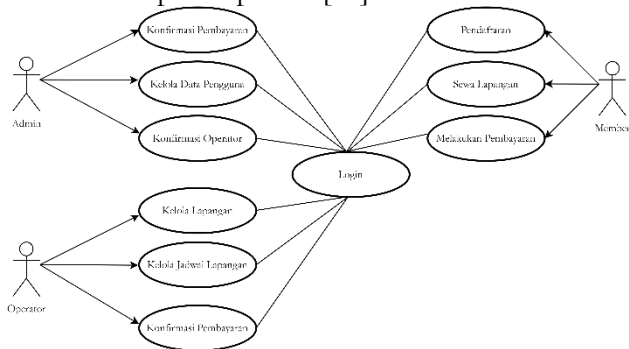 Konfirmasi Pembayaran
Kelola Data Pengguna
Konfirmasi Operator
Admin
Pendaftran
Sewa Lapangan
Melakukan Pembayaran
Member
Login
Kelola Lapangan
Kelola Jadwal Lapangan
Konfirmasi Pembayaran
Operator